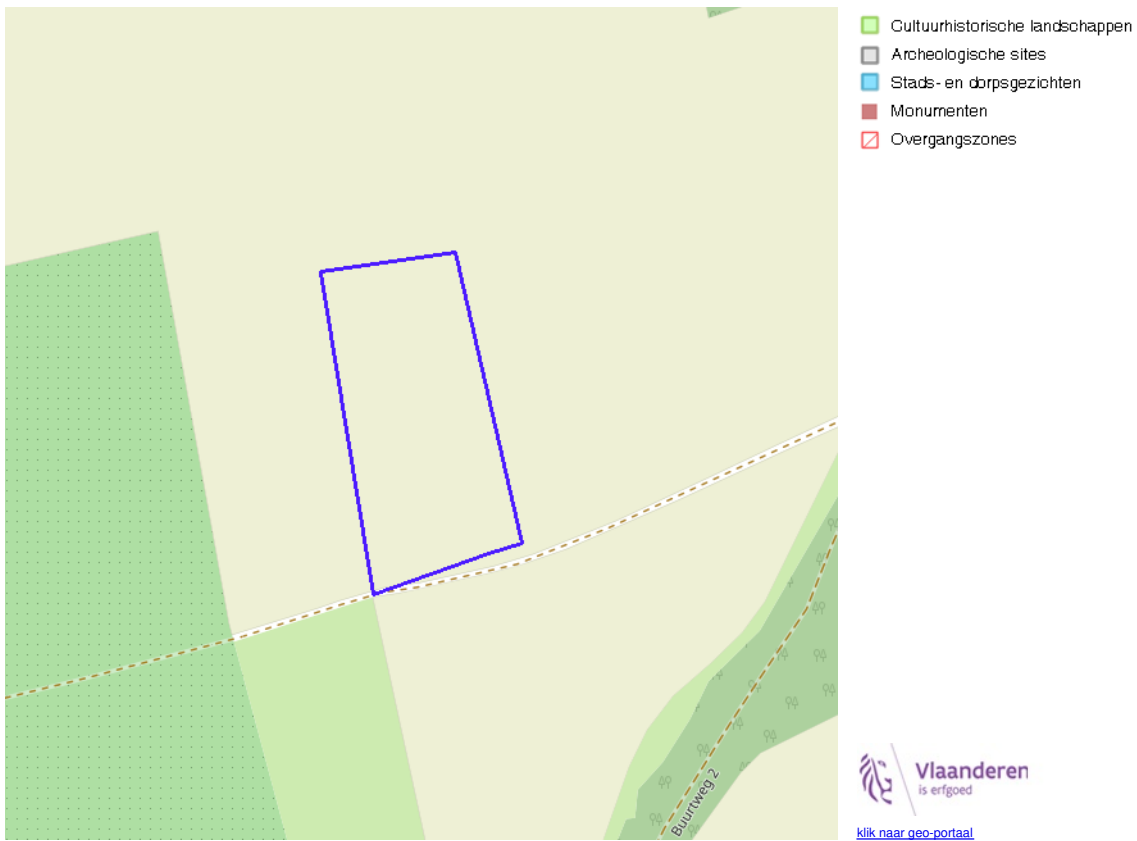 Cultuurhistorische landschappen
Archeologische sites
Stads- en dorpsgezichten
Monumenten
Overgangszones
Buurtweg 2
Vlaanderen
is erfgoed
klik naar geo-portaal